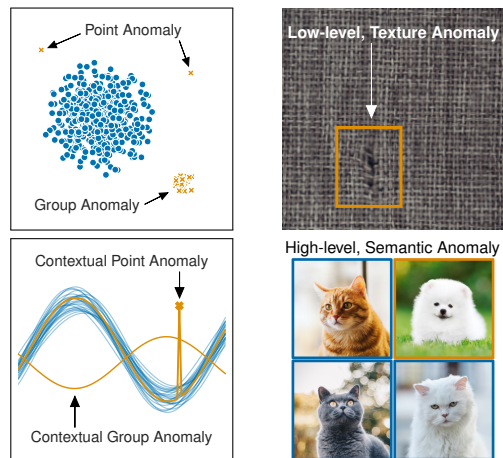 Point Anomaly
Group Anomaly
Low-level, Texture Anomaly
Contextual Point Anomaly
Contextual Group Anomaly
High-level, Semantic Anomaly